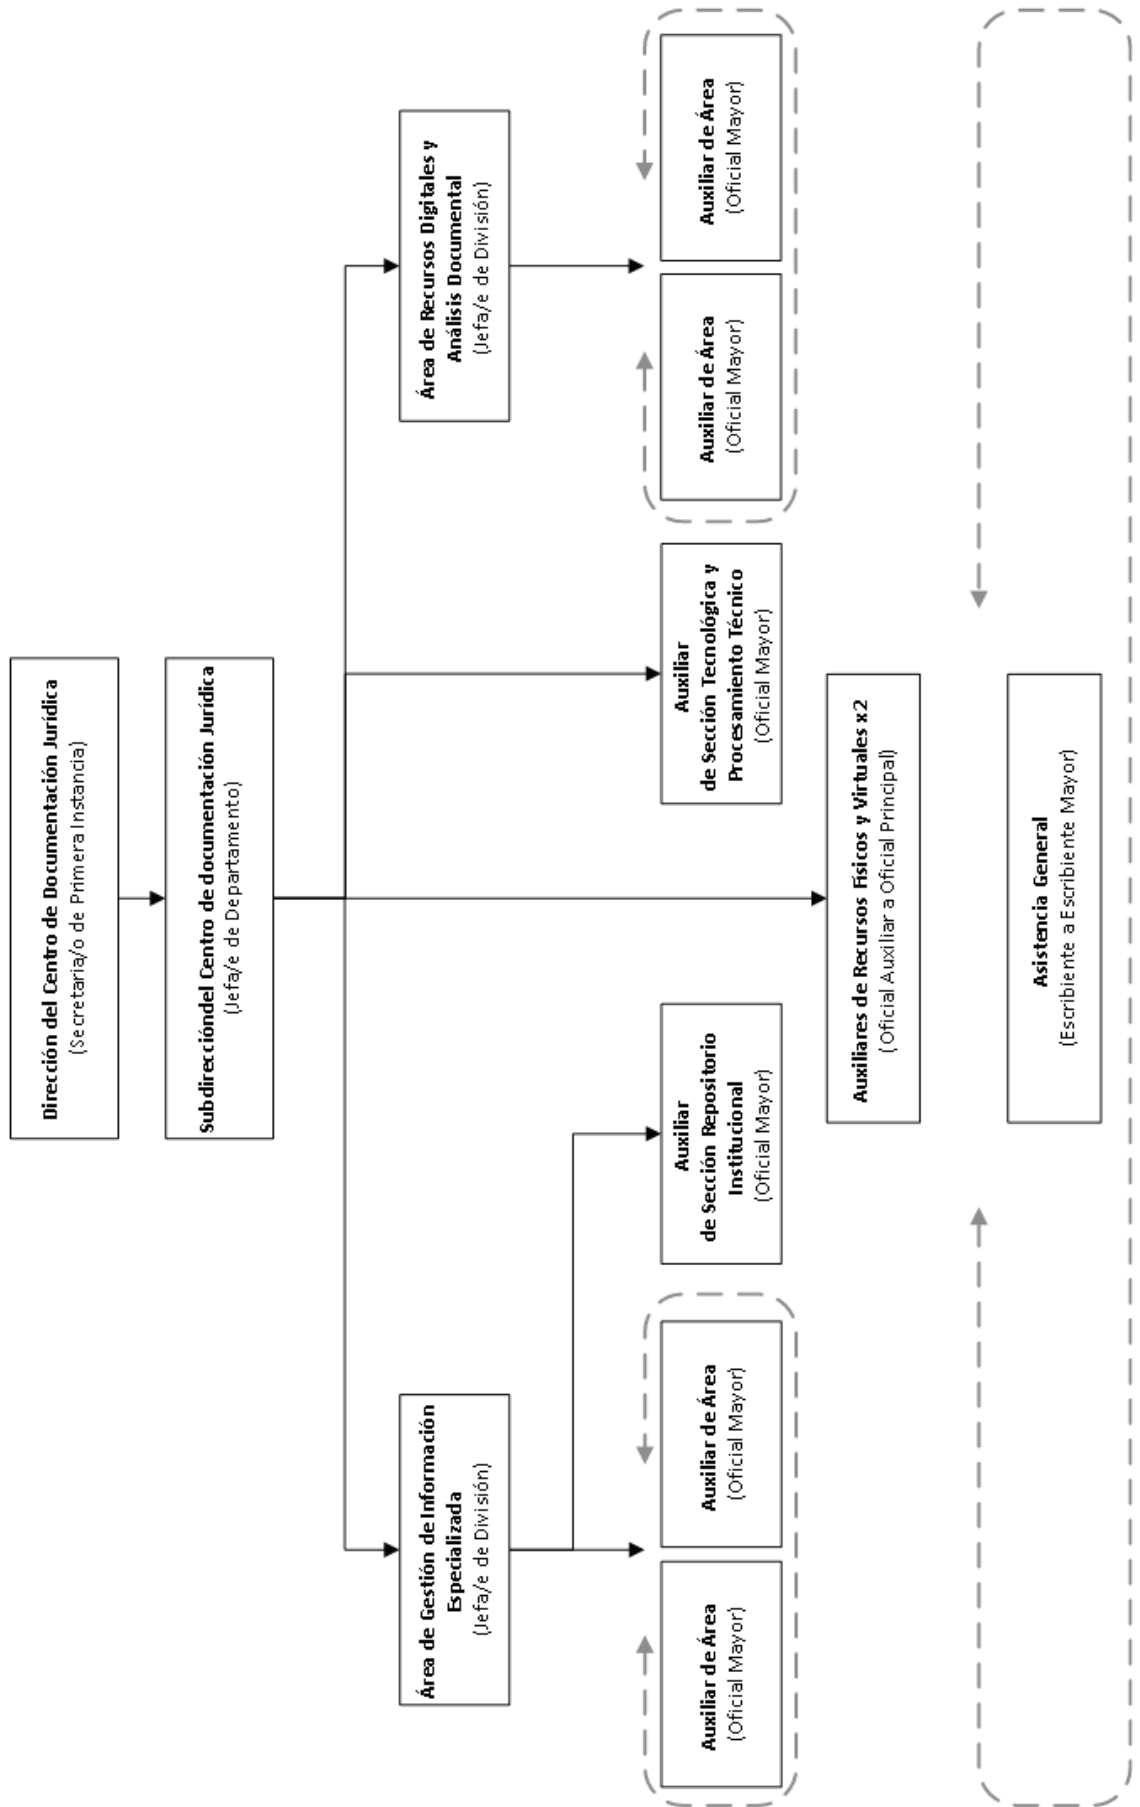 Dirección del Centro de Documentación Jurídica
(Secretaria/o de Primera Instancia)
Subdireccióndel Centro de documentación Jurídica
(Jefa/e de Departamento)
Área de Gestión de Información
Especializada
(Jefa/e de División)
Área de Recursos Digitales y
Análisis Documental
(Jefa/e de División)
Auxiliar de Área
(Oficial Mayor)
Auxiliar de Área
(Oficial Mayor)
Auxiliar
de Sección Repositorio
Institucional
(Oficial Mayor)
Auxiliar
de Sección Tecnológica y
Procesamiento Técnico
(Oficial Mayor)
Auxiliar de Área
(Oficial Mayor)
Auxiliar de Área
(Oficial Mayor)
Auxiliares de Recursos Físicos y Virtuales x2
(Oficial Auxiliar a Oficial Principal)
Asistencia General
(Escribiente a Escribiente Mayor)